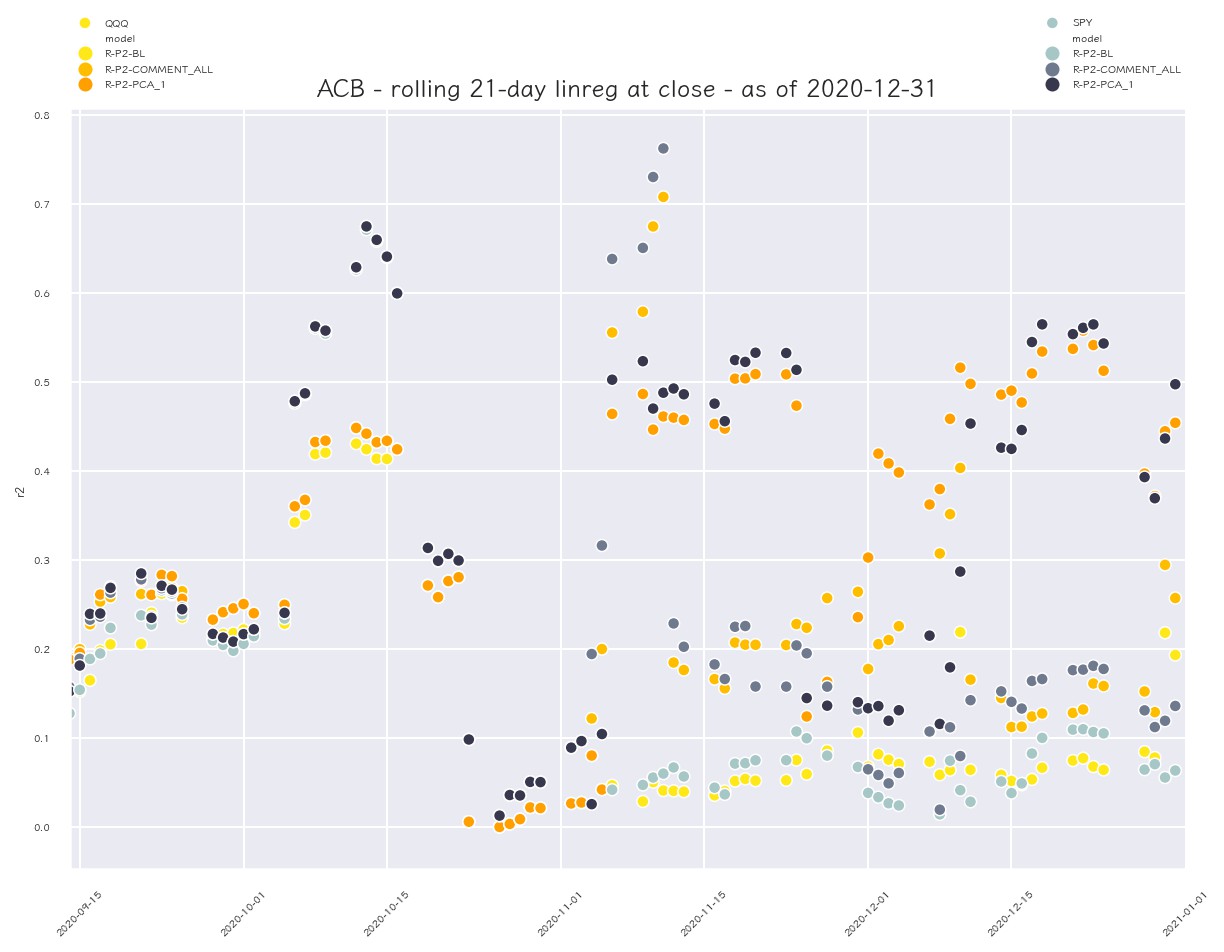 QQQ
model
R-P2-BL
R-P2-COMMENT_ALL
R-P2-PCA_1
SPY
model
R-P2-BL
R-P2-COMMENT_ALL
R-P2-PCA_1
ACB - rolling 21-day linreg at close - as of 2020-12-31
0.8
0.7
0.6
0.5
0.4
0.3
0.2
0.1
0.0
r2
2020-09-15
2020-10-01
2020-10-15
2020-11-01
2020-11-15
2020-12-01
2020-12-15
2021-01-01